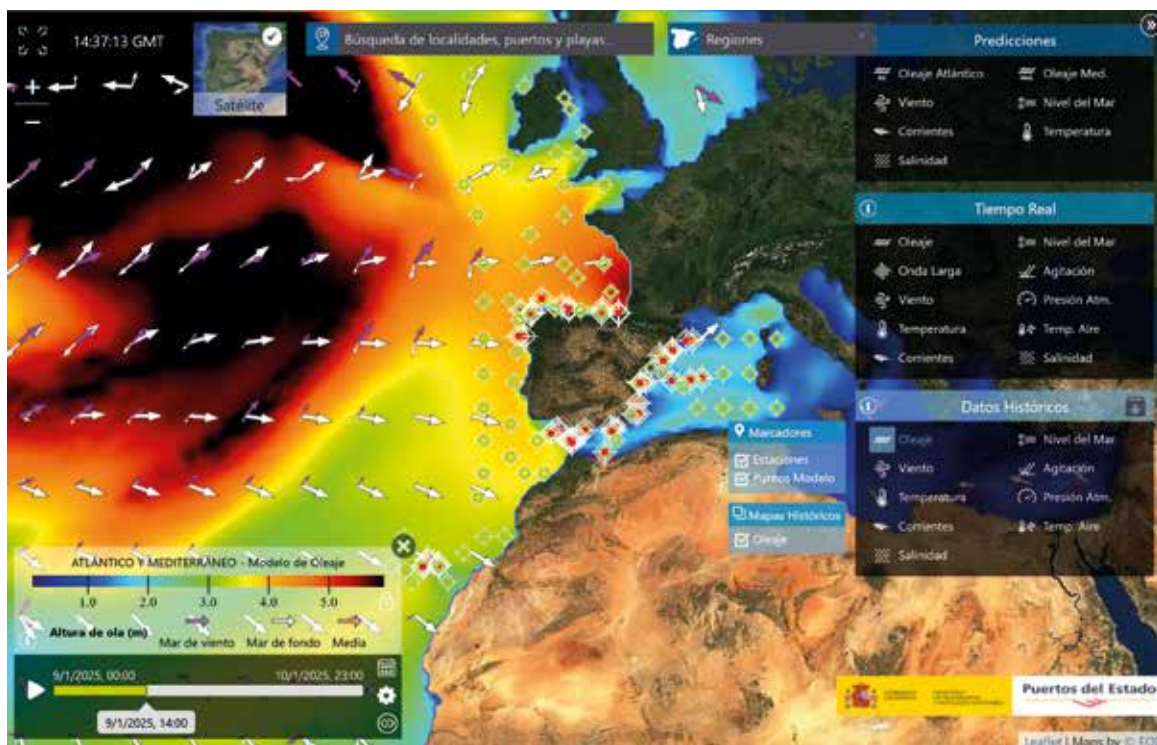 14:37:13 GMT
Satélite
Búsqueda de localidades, puertos y playas...
Regiones
Predicciones
Oleaje Atlántico
Oleaje Med.
Viento
Nivel del Mar
Corrientes
Temperatura
Salinidad
Tiempo Real
Oleaje
Nivel del Mar
Onda Larga
Agitación
Viento
Presión Atm.
Temperatura
Temp. Aire
Corrientes
Salinidad
Datos Históricos
Oleaje
Nivel del Mar
Viento
Agitación
Temperatura
Presión Atm.
Corrientes
Temp. Aire
Salinidad
Marcadores
Estaciones
Puntos Modelo
Mapas Históricos
Oleaje
ATLÁNTICO Y MEDITERRÁNEO - Modelo de Oleaje
1.0 2.0 3.0 4.0 5.0
Altura de ola (m)
Mar de viento
Mar de fondo
Media
9/1/2025, 00:00
10/1/2025, 23:00
9/1/2025, 14:00
Puertos del Estado
Leaflet | Maps by ©